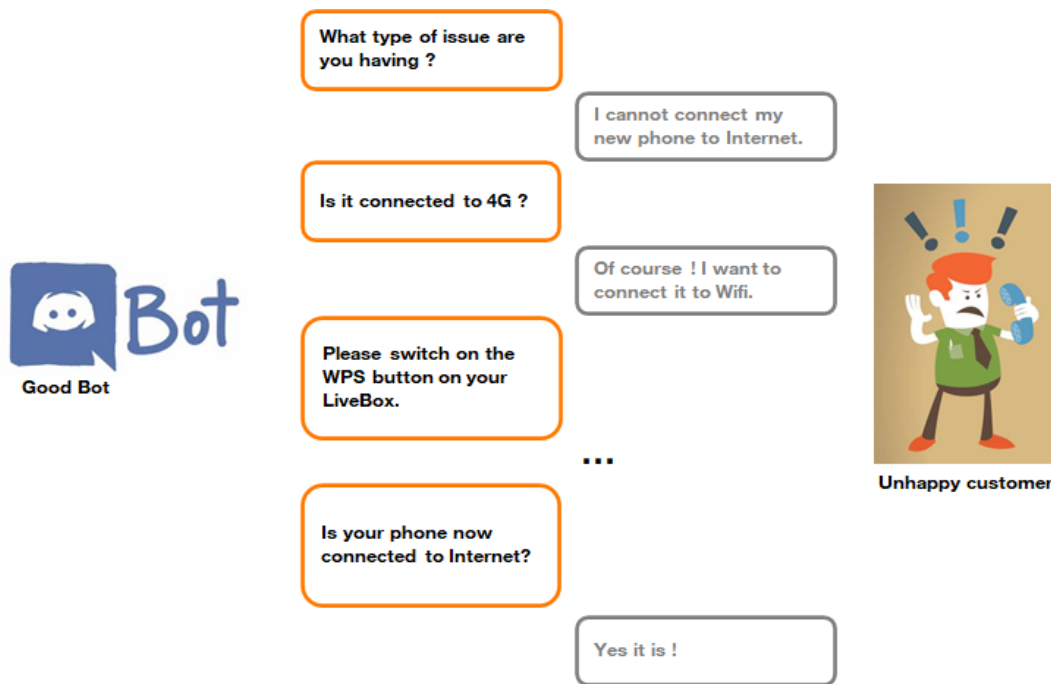 What type of issue are
you having ?
I cannot connect my
new phone to Internet.
Is it connected to 4G ?
Of course ! I want to
connect it to Wifi.
Bot
Good Bot
Please switch on the
WPS button on your
LiveBox.
...
Unhappy customer
Is your phone now
connected to Internet?
Yes it is !